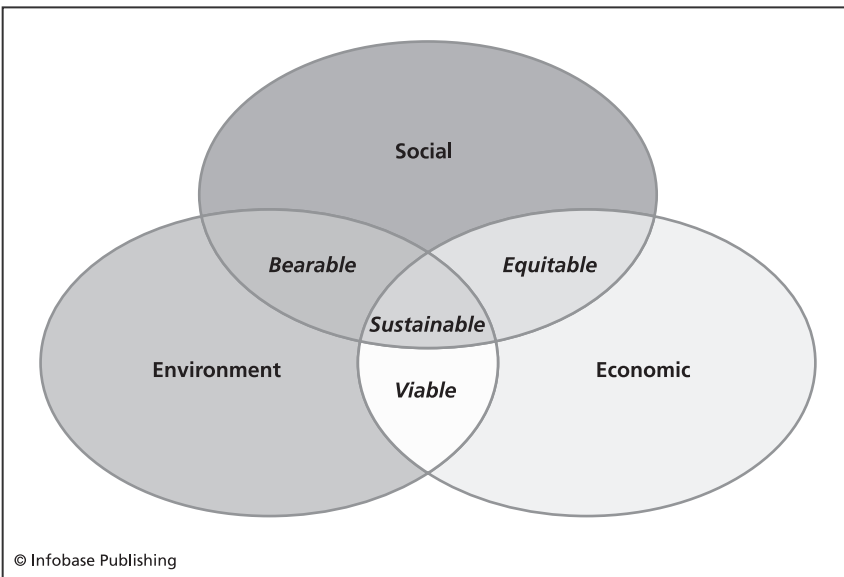 Social
Bearable
Equitable
Sustainable
Environment
Economic
Viable
© Infobase Publishing